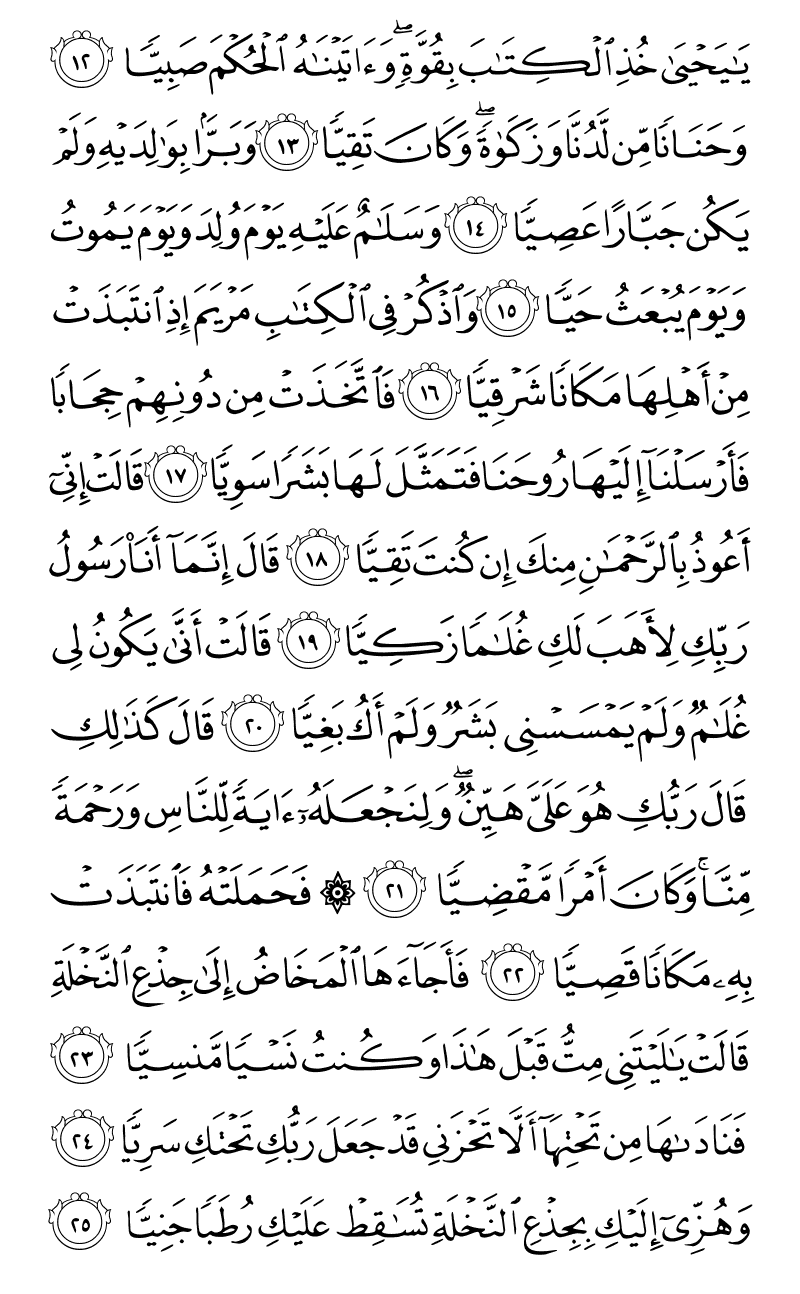 يَٰيَحۡيَىٰ خُذِ ٱلۡكِتَٰبَ بِقُوَّةٖۖ وَءَاتَيۡنَٰهُ ٱلۡحُكۡمَ صَبِيّٗا ١٢
وَحَنَانٗا مِّن لَّدُنَّا وَزَكَوٰةٗۖ وَكَانَ تَقِيّٗا ١٣ وَبَرَّۢا بِوَٰلِدَيۡهِ وَلَمۡ
يَكُن جَبَّارًا عَصِيّٗا ١٤ وَسَلَٰمٌ عَلَيۡهِ يَوۡمَ وُلِدَ وَيَوۡمَ يَمُوتُ
وَيَوۡمَ يُبۡعَثُ حَيّٗا ١٥ وَٱذۡكُرۡ فِي ٱلۡكِتَٰبِ مَرۡيَمَ إِذِ ٱنتَبَذَتۡ
مِنۡ أَهۡلِهَا مَكَانٗا شَرۡقِيّٗا ١٦ فَٱتَّخَذَتۡ مِن دُونِهِمۡ حِجَابٗا
فَأَرۡسَلۡنَآ إِلَيۡهَا رُوحَنَا فَتَمَثَّلَ لَهَا بَشَرٗا سَوِيّٗا ١٧ قَالَتۡ إِنِّيٓ
أَعُوذُ بِٱلرَّحۡمَٰنِ مِنكَ إِن كُنتَ تَقِيّٗا ١٨ قَالَ إِنَّمَآ أَنَا۠ رَسُولُ
رَبِّكِ لِأَهَبَ لَكِ غُلَٰمٗا زَكِيّٗا ١٩ قَالَتۡ أَنَّىٰ يَكُونُ لِي
غُلَٰمٞ وَلَمۡ يَمۡسَسۡنِي بَشَرٞ وَلَمۡ أَكُ بَغِيّٗا ٢٠ قَالَ كَذَٰلِكِ
قَالَ رَبُّكِ هُوَ عَلَيَّ هَيِّنٞۖ وَلِنَجۡعَلَهُۥٓ ءَايَةٗ لِّلنَّاسِ وَرَحۡمَةٗ
مِّنَّاۚ وَكَانَ أَمۡرٗا مَّقۡضِيّٗا ٢١ ۞ فَحَمَلَتۡهُ فَٱنتَبَذَتۡ
بِهِۦ مَكَانٗا قَصِيّٗا ٢٢ فَأَجَآءَهَا ٱلۡمَخَاضُ إِلَىٰ جِذۡعِ ٱلنَّخۡلَةِ
قَالَتۡ يَٰلَيۡتَنِي مِتُّ قَبۡلَ هَٰذَا وَكُنتُ نَسۡيٗا مَّنسِيّٗا ٢٣
فَنَادَىٰهَا مِن تَحۡتِهَآ أَلَّا تَحۡزَنِي قَدۡ جَعَلَ رَبُّكِ تَحۡتَكِ سَرِيّٗا ٢٤
وَهُزِّيٓ إِلَيۡكِ بِجِذۡعِ ٱلنَّخۡلَةِ تُسَٰقِطۡ عَلَيۡكِ رُطَبٗا جَنِيّٗا ٢٥